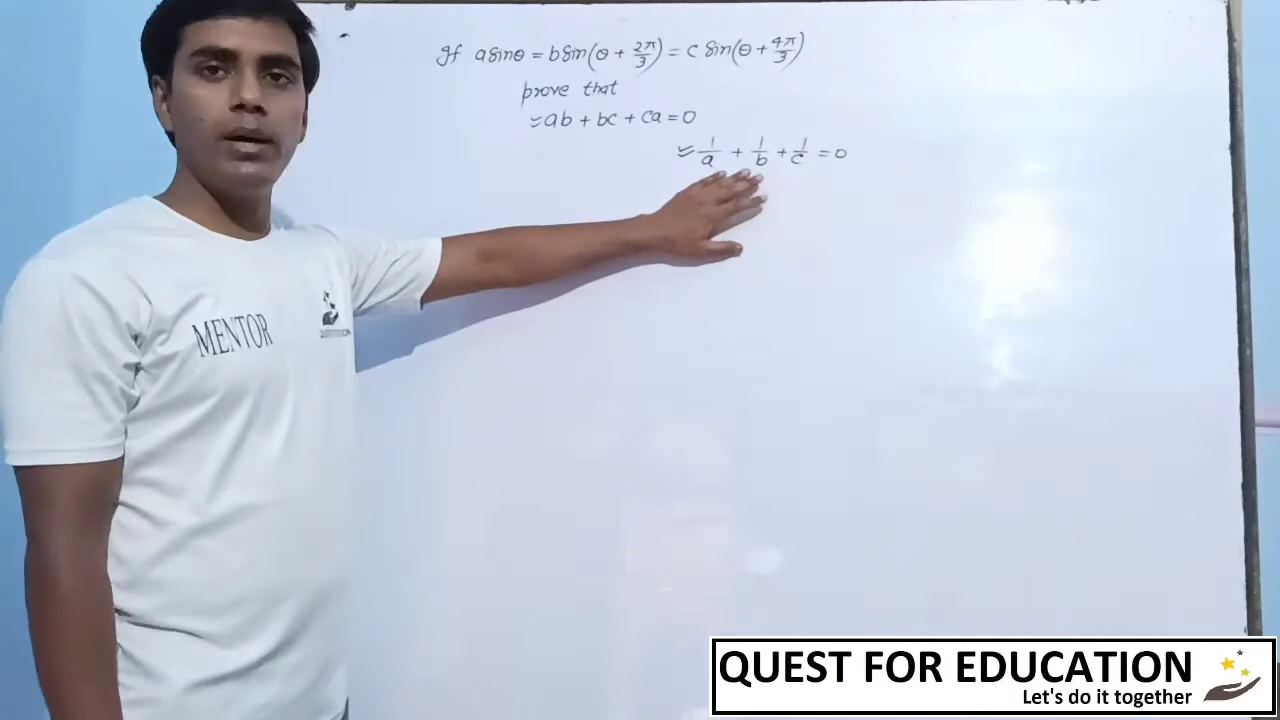 If a sinθ = b sin(θ + 2π/3) = c sin(θ + 4π/3)
prove that
ab + bc + ca = 0
1/a + 1/b + 1/c = 0
MENTOR
QUEST FOR EDUCATION
Let's do it together